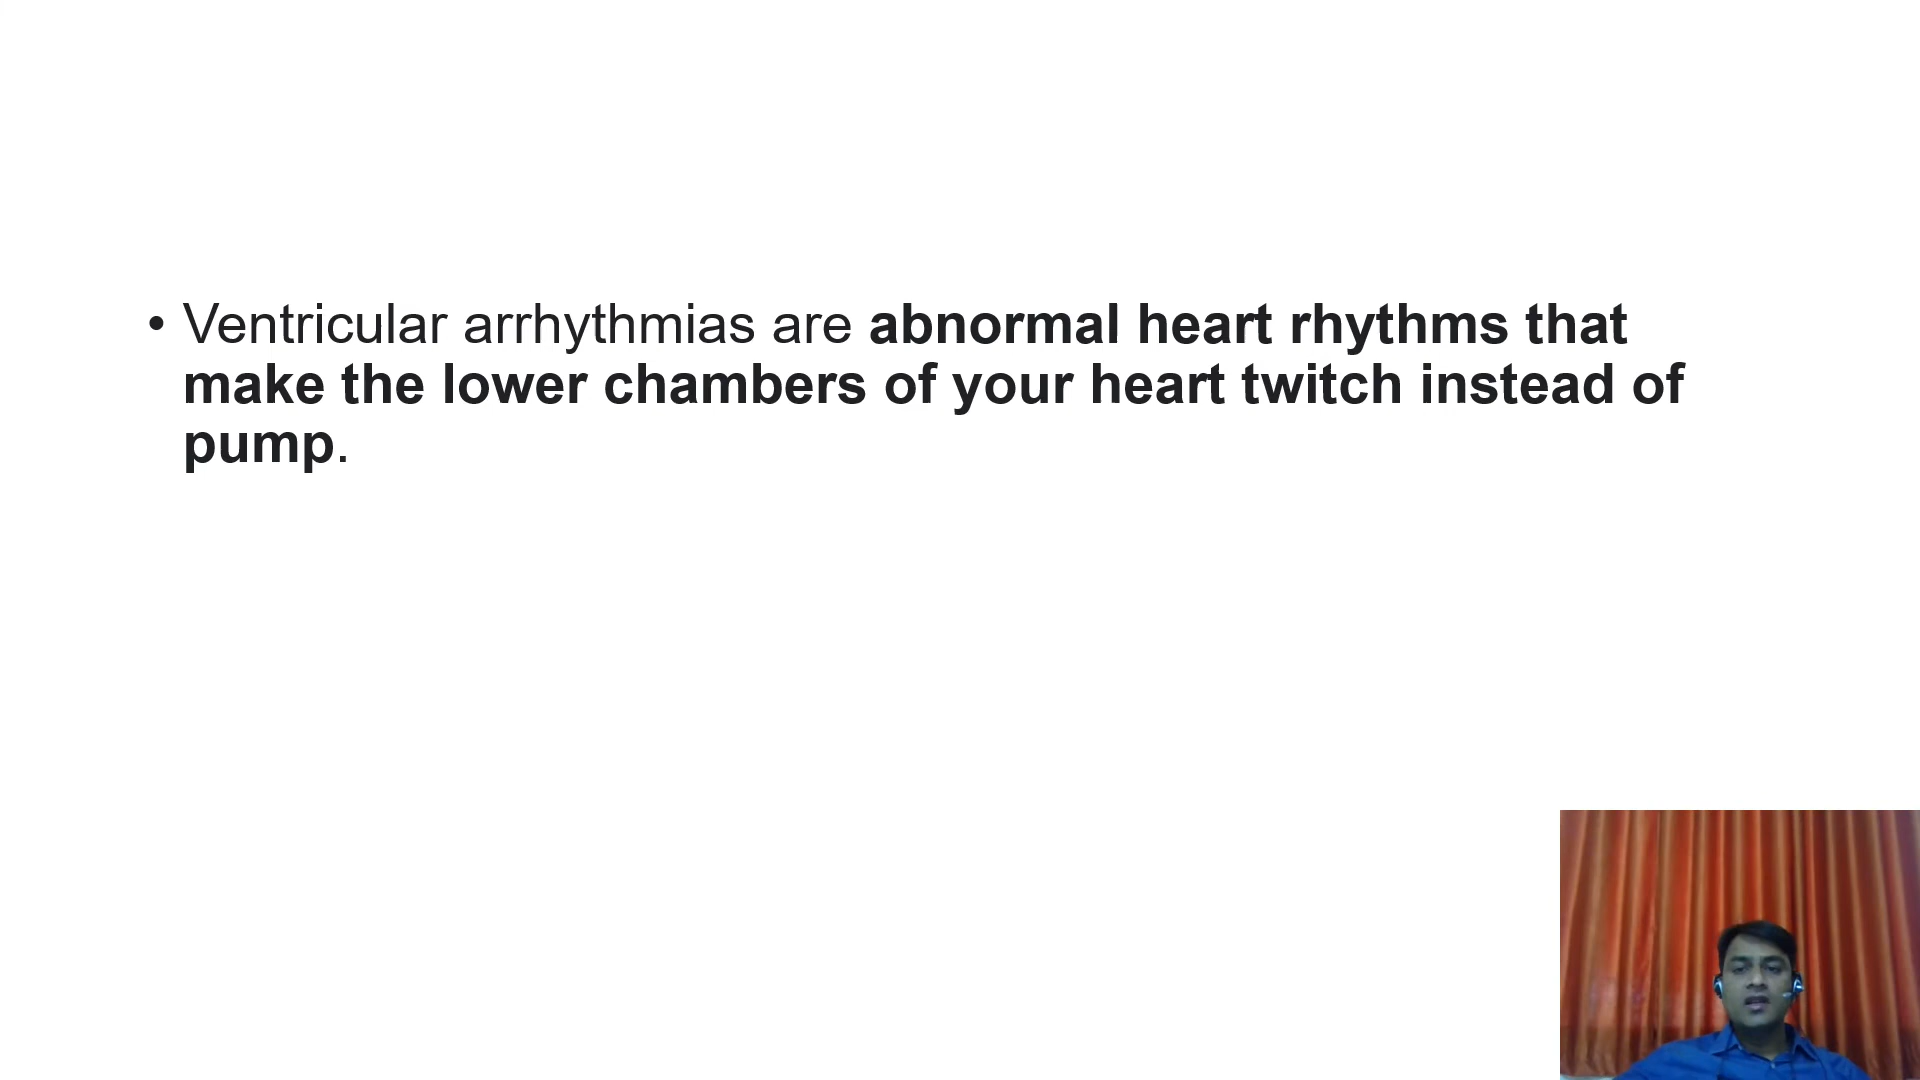 • Ventricular arrhythmias are abnormal heart rhythms that
make the lower chambers of your heart twitch instead of
pump.